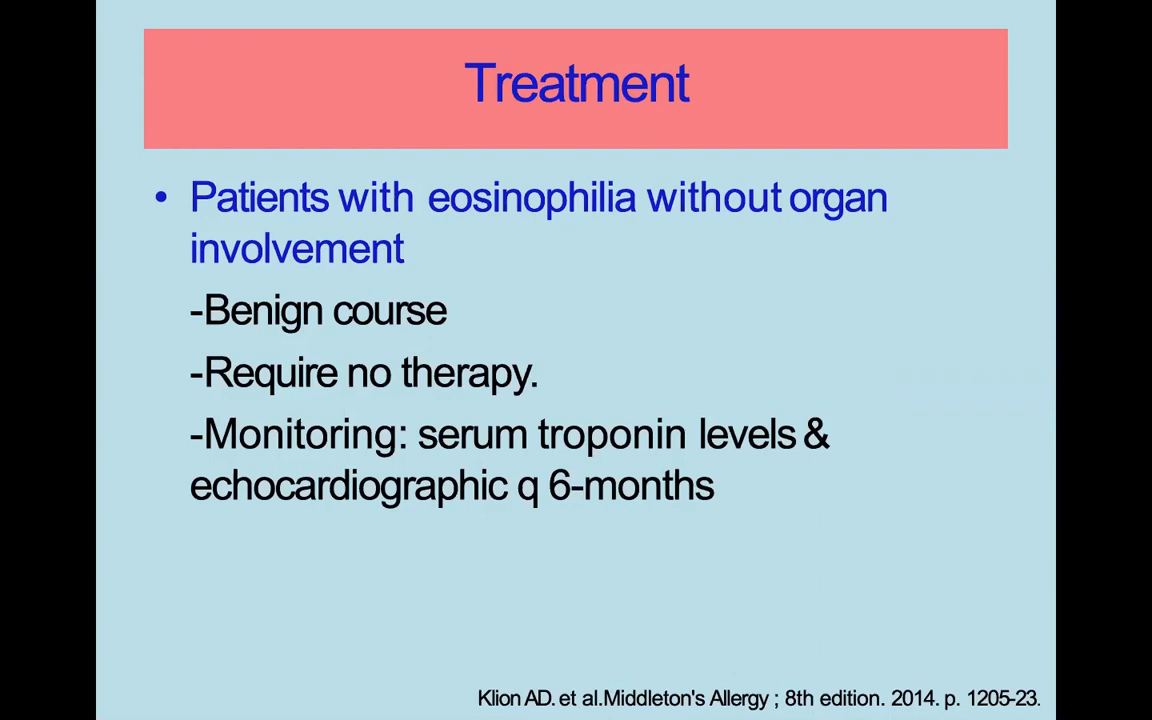 Treatment
• Patients with eosinophilia without organ
involvement
-Benign course
-Require no therapy.
-Monitoring: serum troponin levels &
echocardiographic q 6-months
Klion AD. et al.Middleton's Allergy ; 8th edition. 2014. p. 1205-23.